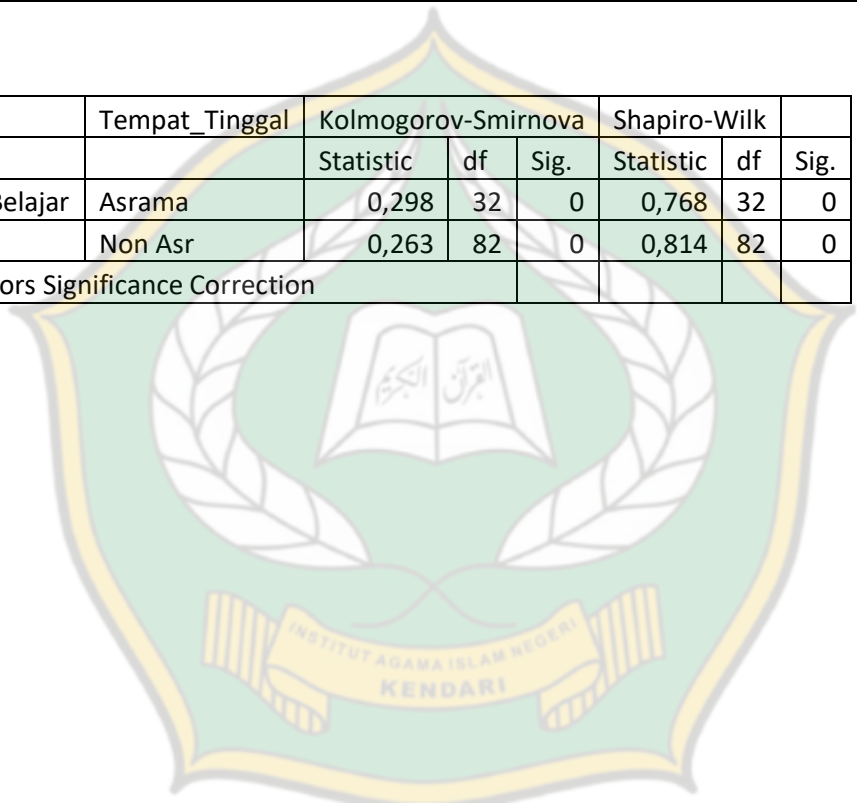 Tempat_Tinggal Kolmogorov-Smirnova Shapiro-Wilk
Statistic df Sig. Statistic df Sig.
Belajar Asrama 0,298 32 0 0,768 32 0
Non Asr 0,263 82 0 0,814 82 0
ors Significance Correction
القرآن الكريم
INSTITUT AGAMA ISLAM NEGERI
KENDARI